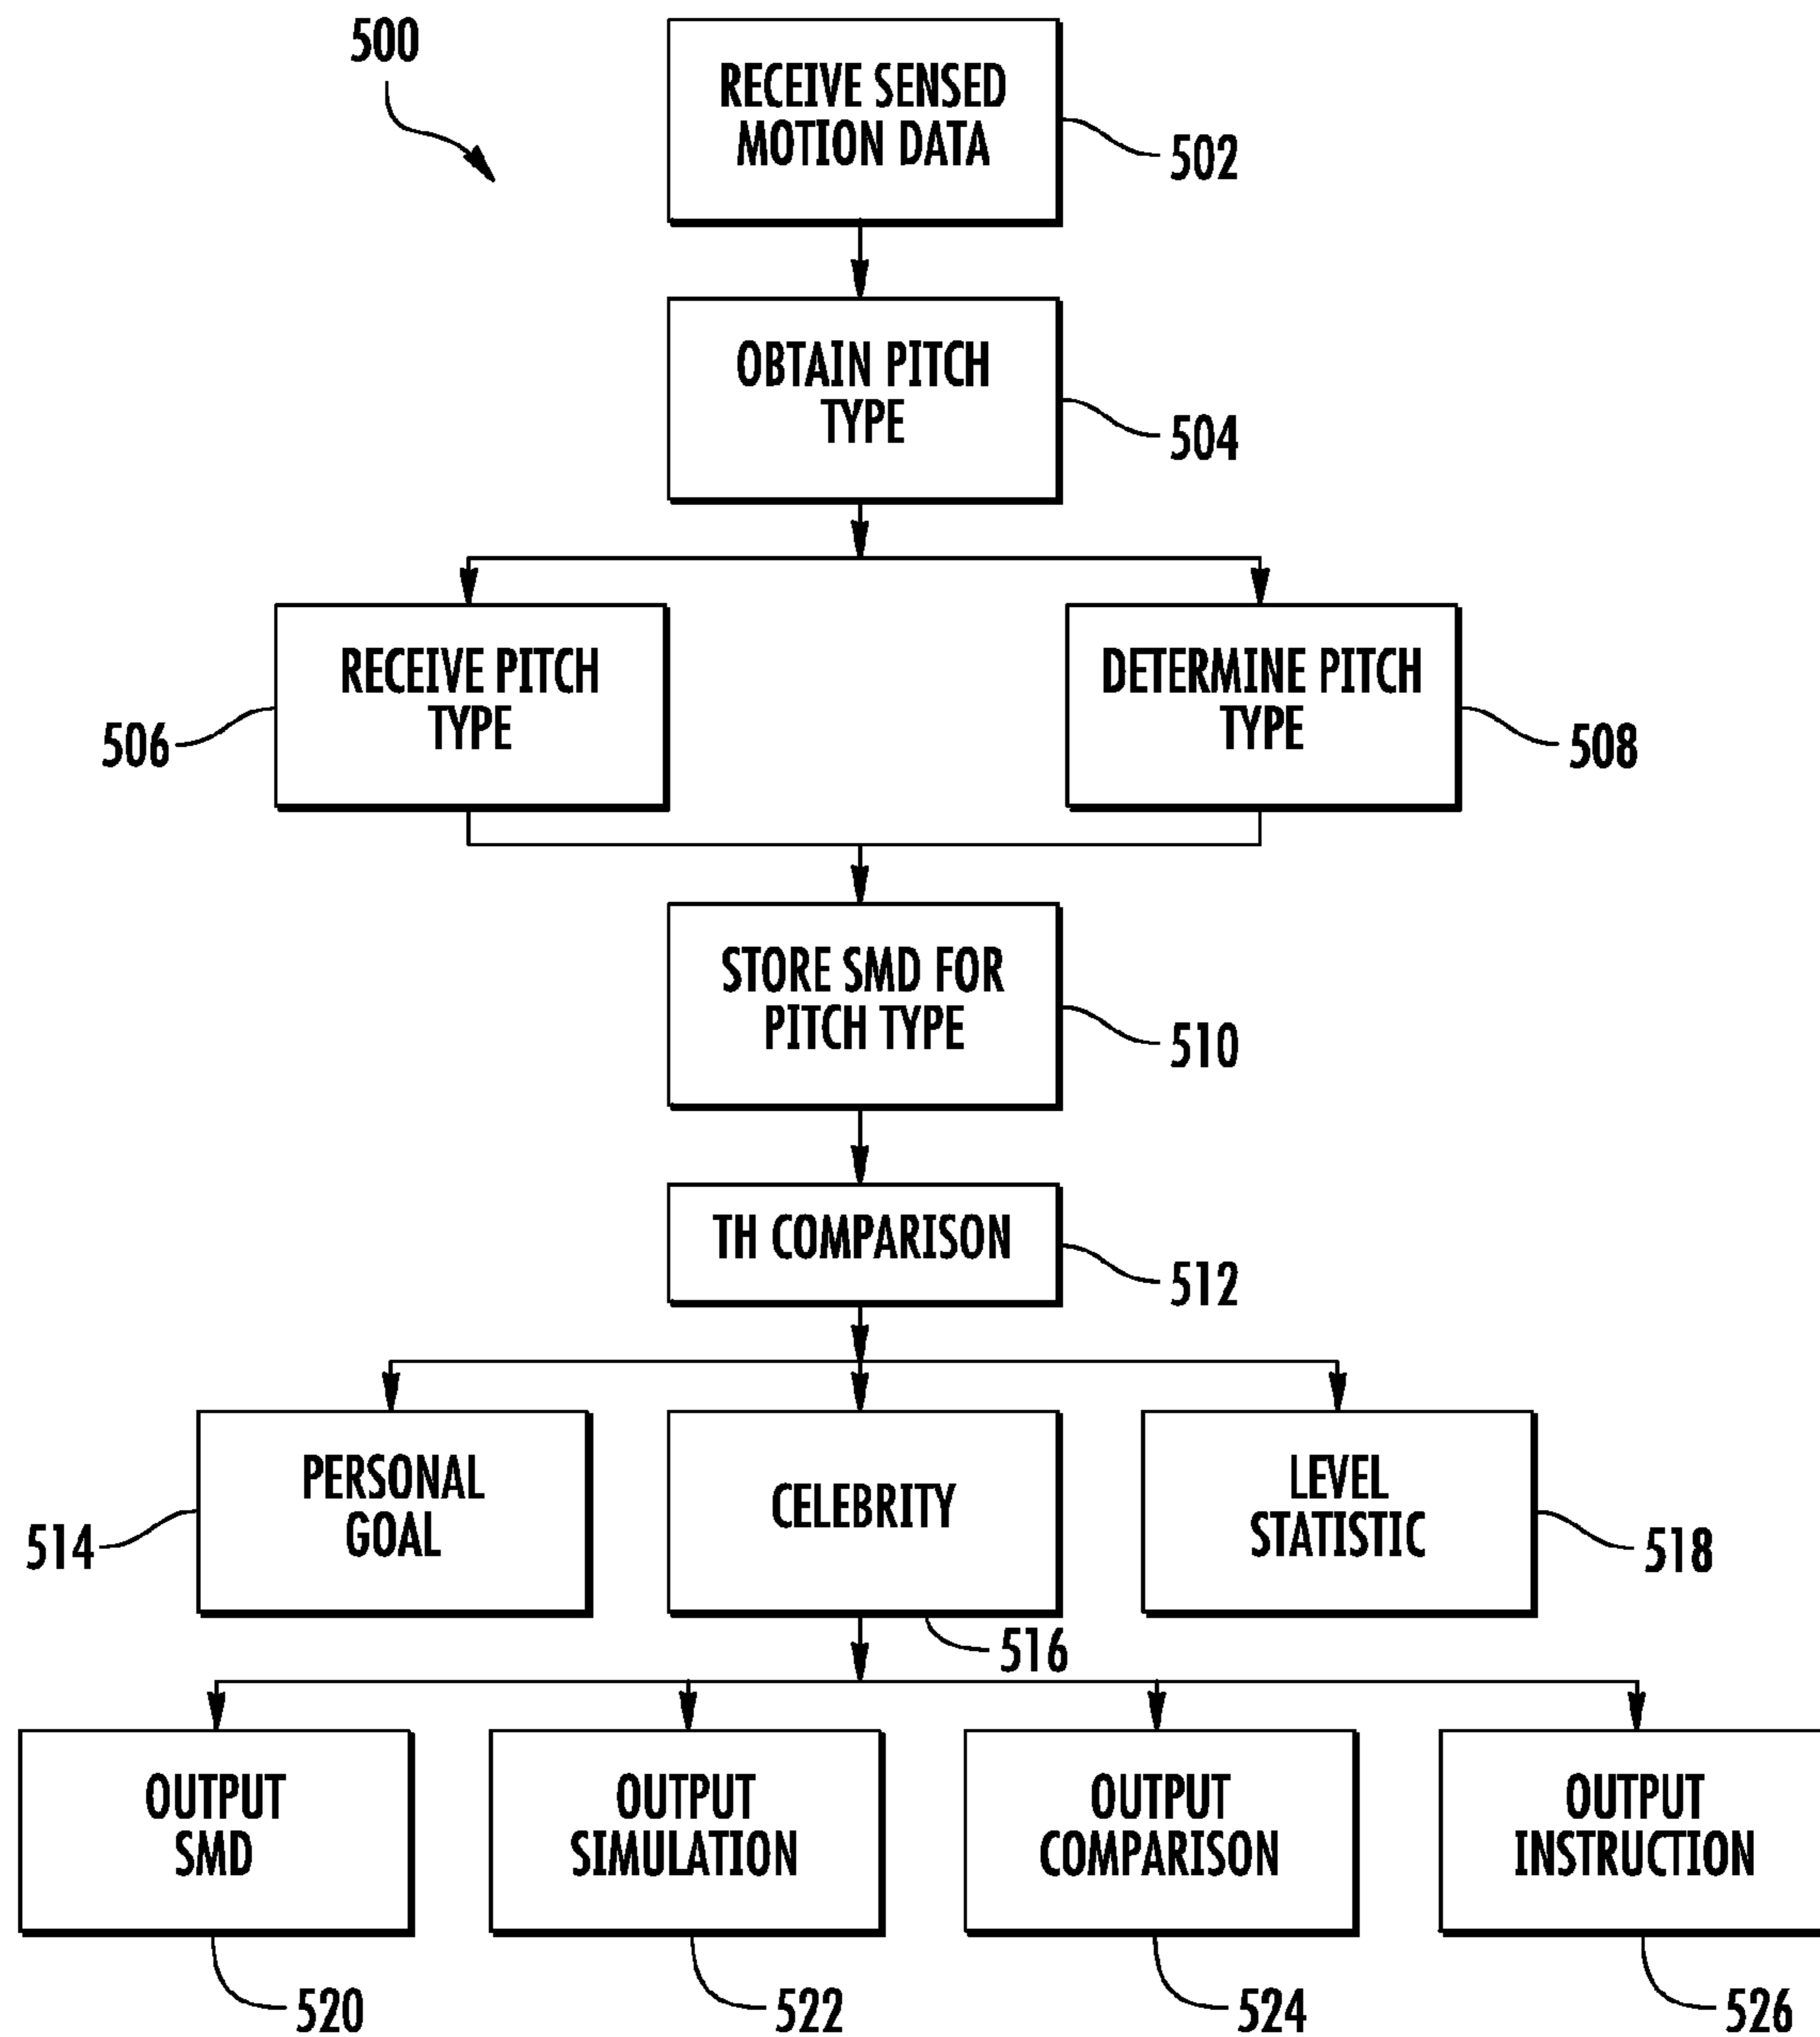 500
RECEIVE SENSED
MOTION DATA
502
OBTAIN PITCH
TYPE
504
RECEIVE PITCH
TYPE
506
DETERMINE PITCH
TYPE
508
STORE SMD FOR
PITCH TYPE
510
TH COMPARISON
512
PERSONAL
GOAL
514
CELEBRITY
516
LEVEL
STATISTIC
518
OUTPUT
SMD
520
OUTPUT
SIMULATION
522
OUTPUT
COMPARISON
524
OUTPUT
INSTRUCTION
526